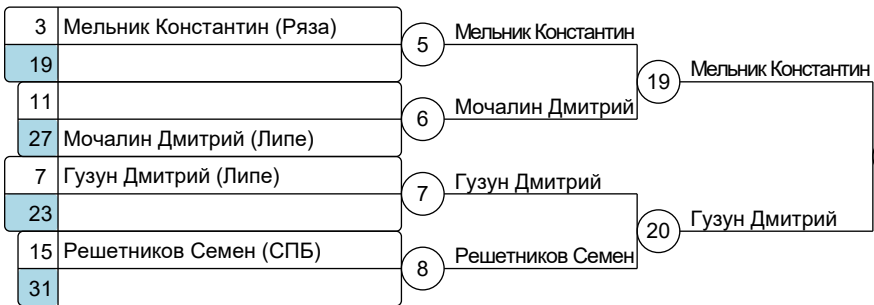 3 Мельник Константин (Ряза)
5
Мельник Константин
19
19
Мельник Константин
11
6
Мочалин Дмитрий
27 Мочалин Дмитрий (Липе)
7 Гузун Дмитрий (Липе)
7
Гузун Дмитрий
23
20
Гузун Дмитрий
15 Решетников Семен (СПБ)
8
Решетников Семен
31